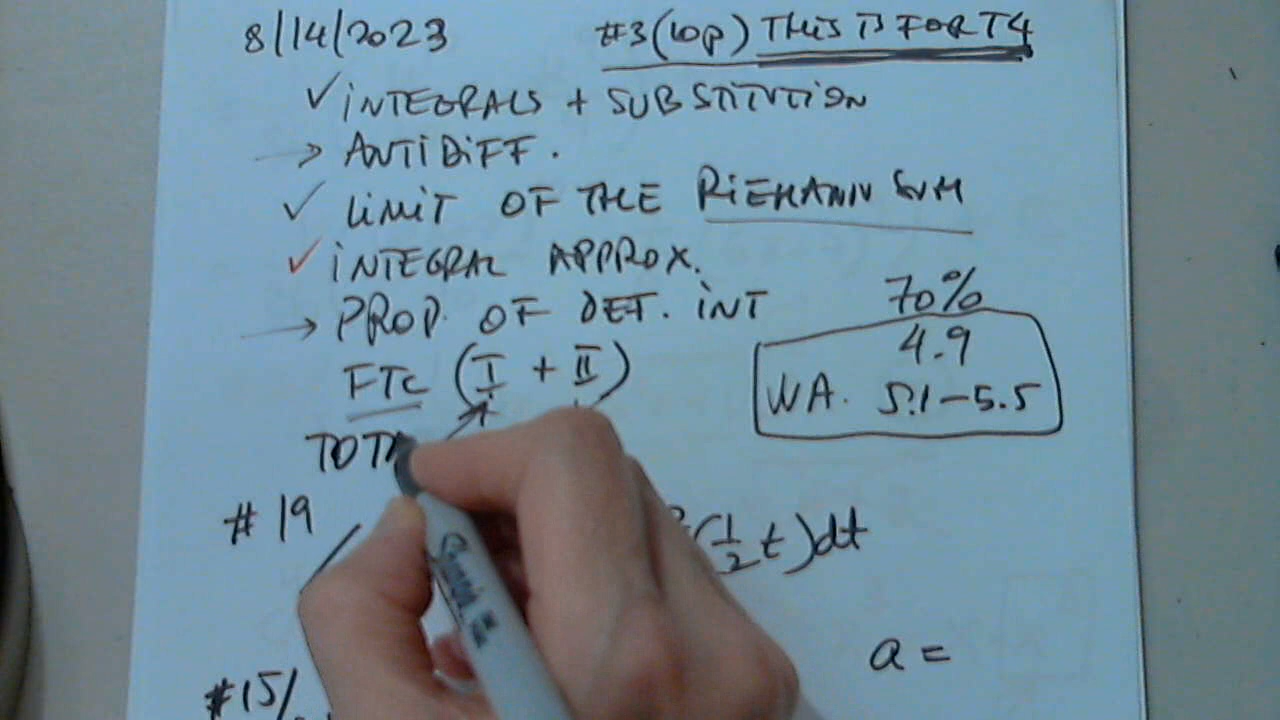 8/14/2023 #3(10p) THIS IS FOR T4
✓ INTEGRALS + SUBSTITUTION
→ ANTIDIFF.
✓ LIMIT OF THE RIEMANN SUM
✓ INTEGRAL APPROX.
→ PROP. OF DEF. INT
70%
FTC (I + II)
4.9
WA. 5.1-5.5
TOTA
#19
(1/2 t)dt
a =
#15/